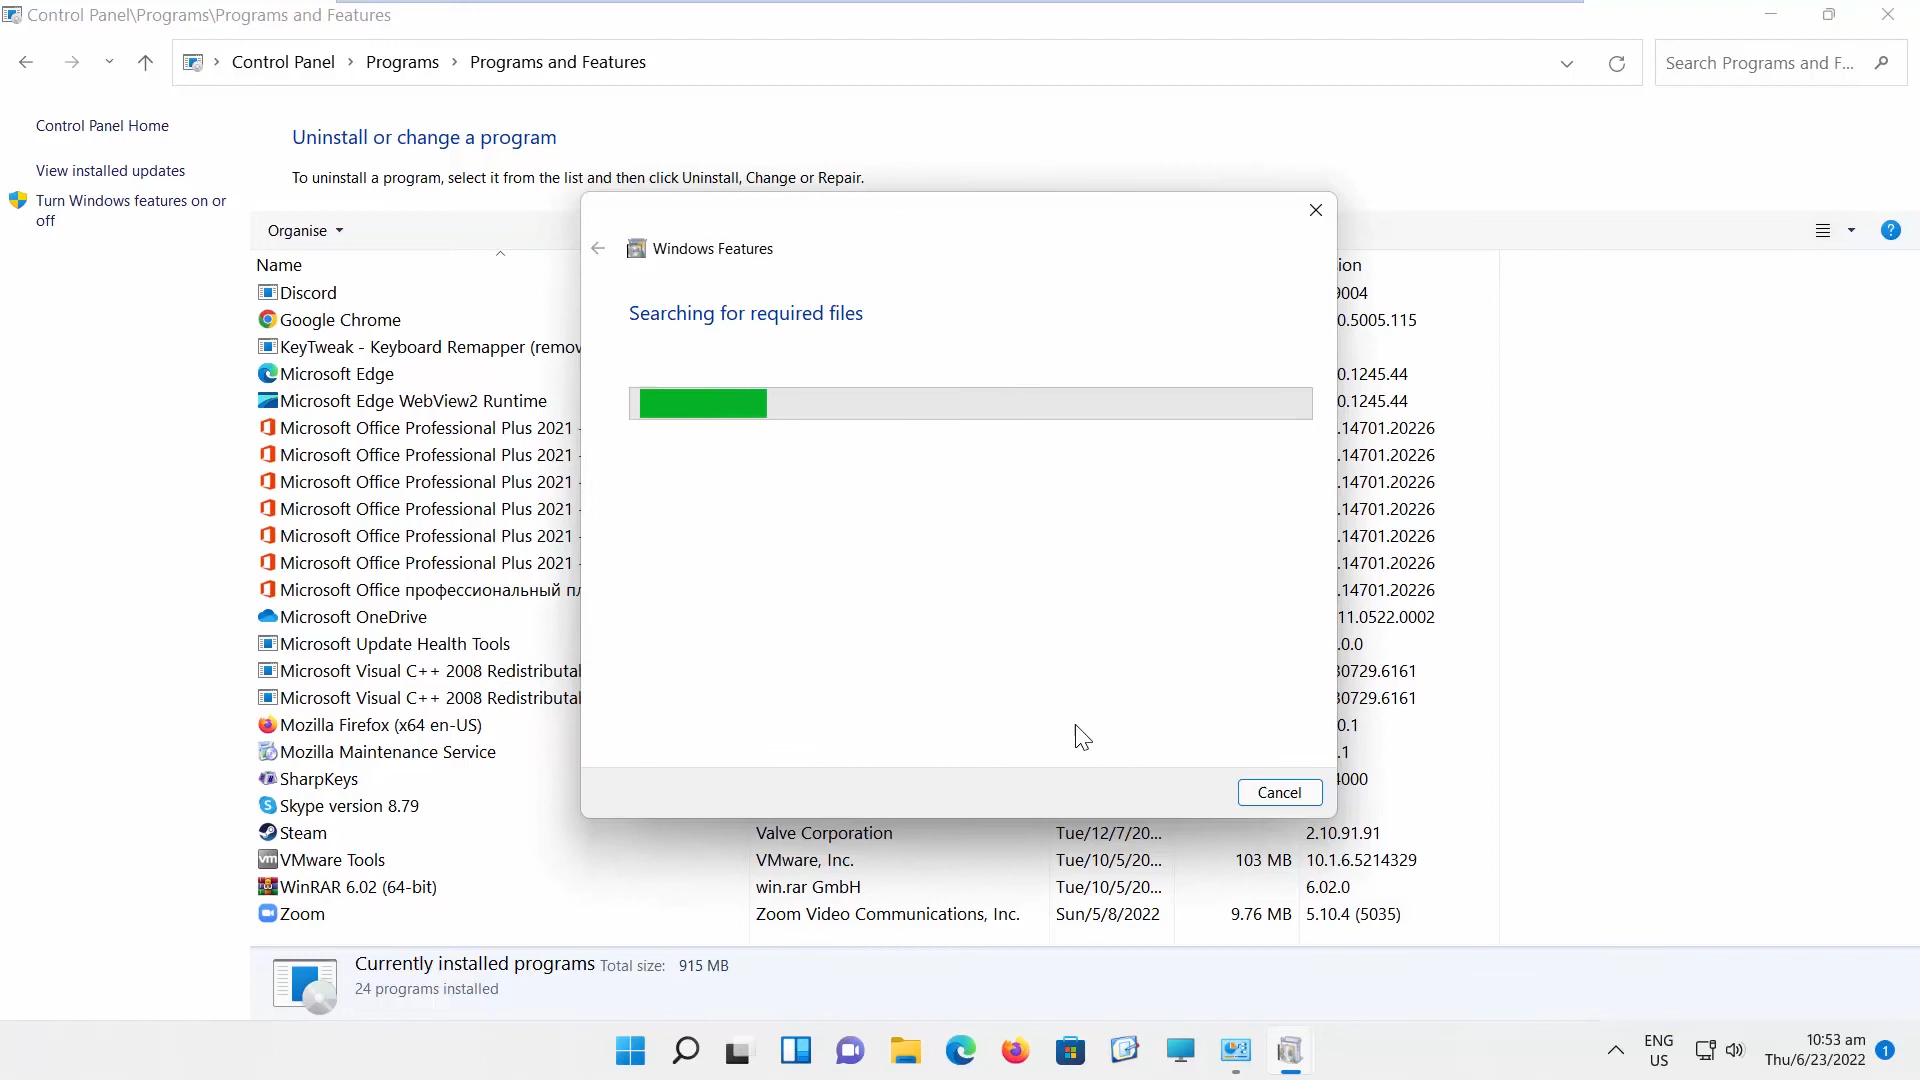 Control Panel\Programs\Programs and Features
Control Panel
Programs
Programs and Features
Search Programs and F...
Control Panel Home
View installed updates
Turn Windows features on or
off
Uninstall or change a program
To uninstall a program, select it from the list and then click Uninstall, Change or Repair.
Organise
Windows Features
Searching for required files
Cancel
Name
ion
Discord
9004
Google Chrome
0.5005.115
KeyTweak - Keyboard Remapper (remov
Microsoft Edge
0.1245.44
Microsoft Edge WebView2 Runtime
0.1245.44
Microsoft Office Professional Plus 2021 -
.14701.20226
Microsoft Office Professional Plus 2021 -
.14701.20226
Microsoft Office Professional Plus 2021 -
.14701.20226
Microsoft Office Professional Plus 2021 -
.14701.20226
Microsoft Office Professional Plus 2021 -
.14701.20226
Microsoft Office Professional Plus 2021 -
.14701.20226
Microsoft Office профессиональный пл
.14701.20226
Microsoft OneDrive
11.0522.0002
Microsoft Update Health Tools
.0.0
Microsoft Visual C++ 2008 Redistributal
30729.6161
Microsoft Visual C++ 2008 Redistributal
30729.6161
Mozilla Firefox (x64 en-US)
0.1
Mozilla Maintenance Service
.1
SharpKeys
4000
Skype version 8.79
Steam
Valve Corporation
Tue/12/7/20...
2.10.91.91
VMware Tools
VMware, Inc.
Tue/10/5/20...
103 MB
10.1.6.5214329
WinRAR 6.02 (64-bit)
win.rar GmbH
Tue/10/5/20...
6.02.0
Zoom
Zoom Video Communications, Inc.
Sun/5/8/2022
9.76 MB
5.10.4 (5035)
Currently installed programs Total size: 915 MB
24 programs installed
ENG
US
10:53 am
Thu/6/23/2022
1